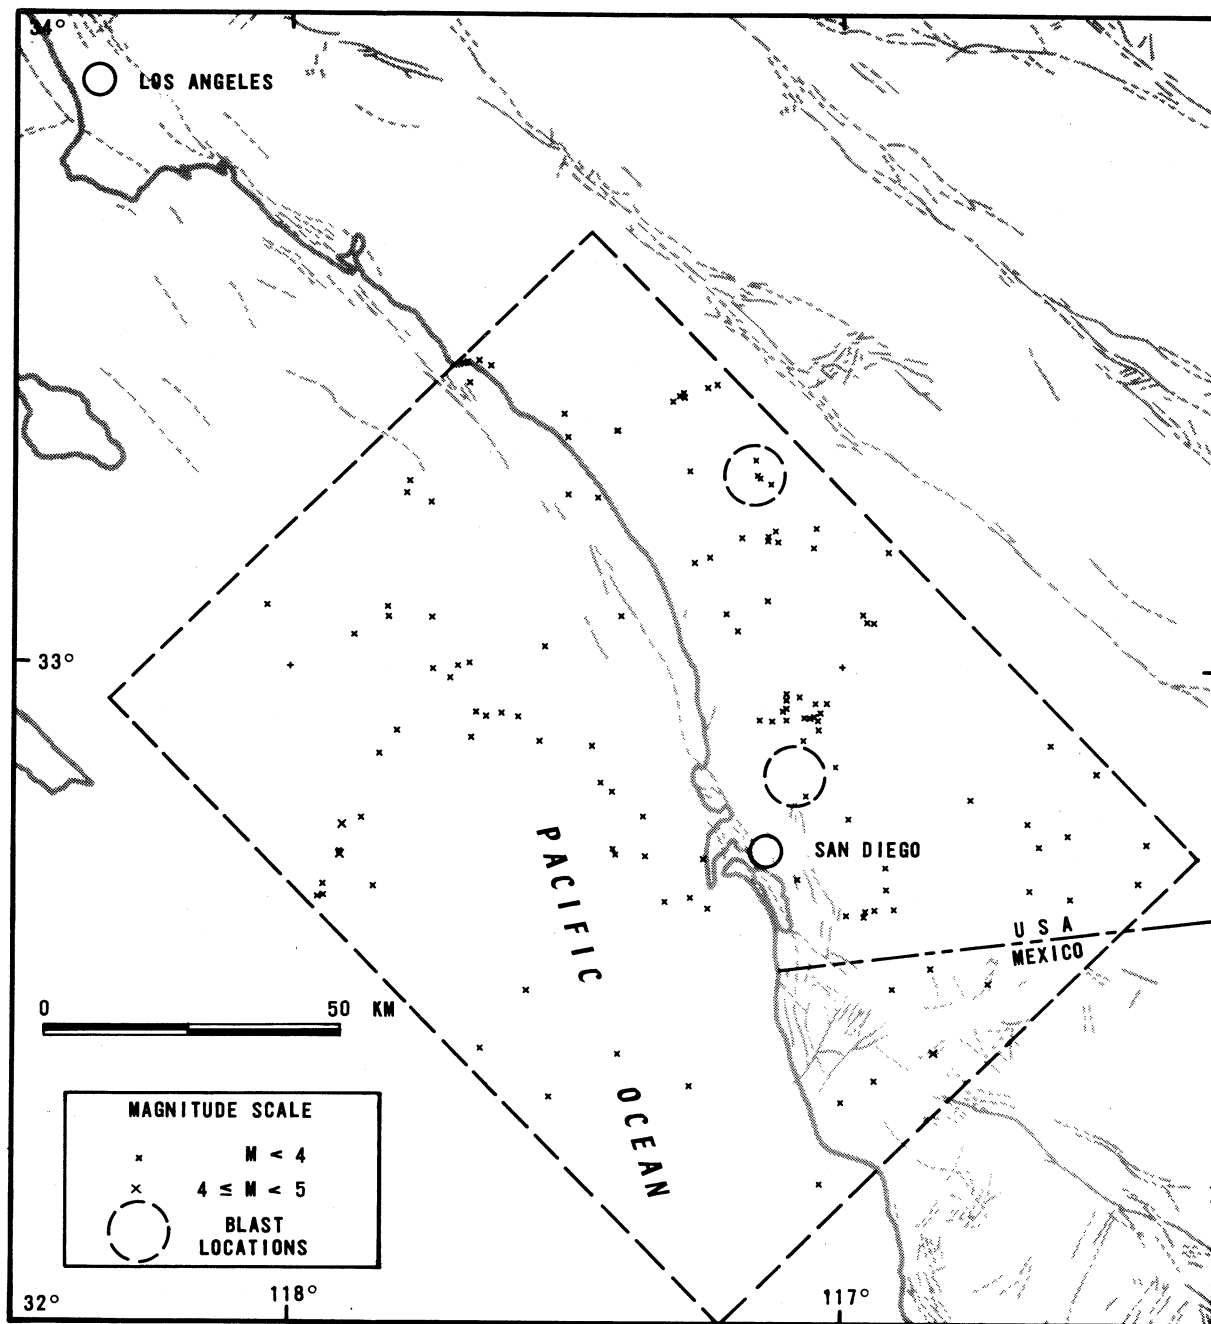 34°
LOS ANGELES
33°
PACIFIC
SAN DIEGO
USA
MEXICO
0 50 KM
OCEAN
MAGNITUDE SCALE
× M < 4
× 4 ≤ M < 5
BLAST
LOCATIONS
32° 118° 117°